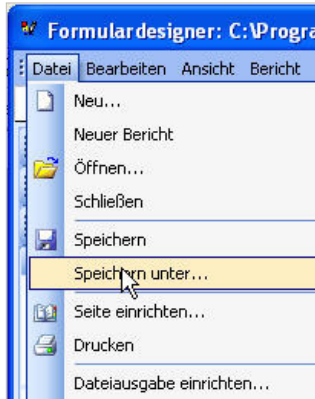 Formulardesigner: C:\Progra
Datei Bearbeiten Ansicht Bericht
Neu...
Neuer Bericht
Öffnen...
Schließen
Speichern
Speichern unter...
Seite einrichten...
Drucken
Dateiausgabe einrichten...